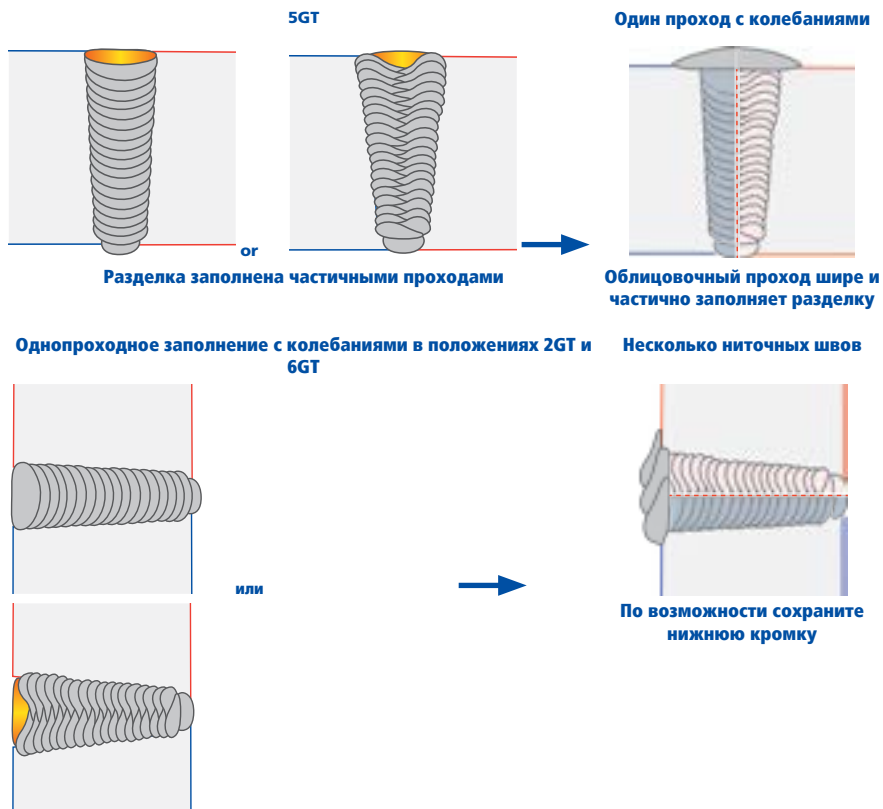 5GT
Один проход с колебаниями
or
Разделка заполнена частичными проходами
Облицовочный проход шире и
частично заполняет разделку
Однопроходное заполнение с колебаниями в положениях 2GT и
6GT
Несколько ниточных швов
или
По возможности сохраните
нижнюю кромку